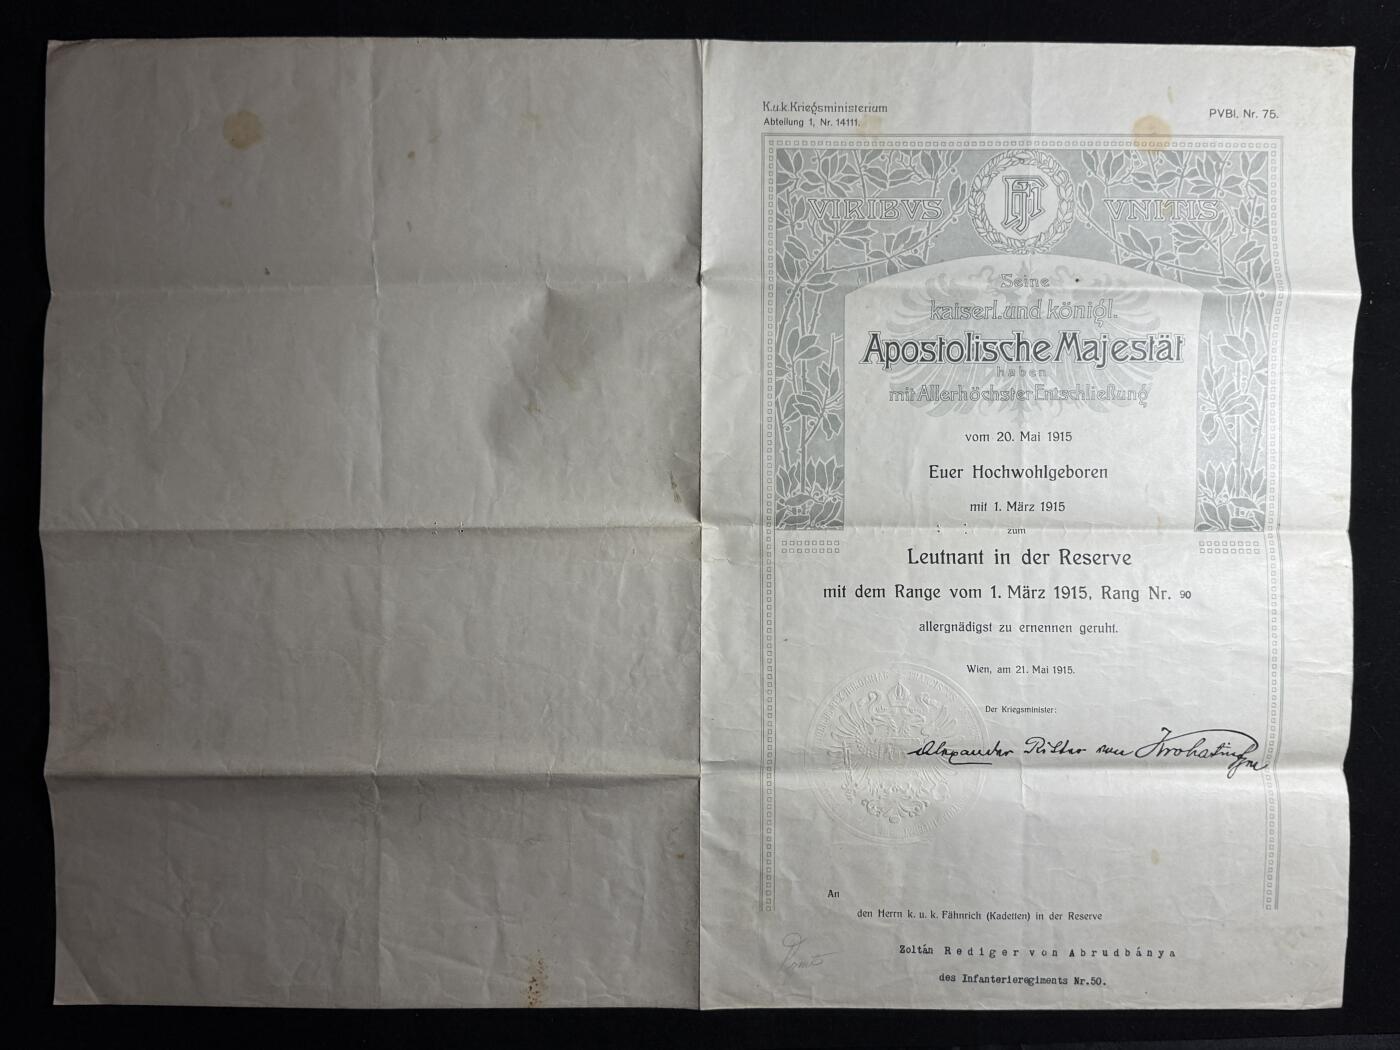 K.u.k.Kriegsministerium
Abteilung 1, Nr. 14111.
PVBl. Nr. 75.
VIRIBVS
FJI
VNITIS
Seine
kaiserl. und königl.
Apostolische Majestät
haben
mit Allerhöchster Entschließung
vom 20. Mai 1915
Euer Hochwohlgeboren
mit 1. März 1915
zum
Leutnant in der Reserve
mit dem Range vom 1. März 1915, Rang Nr. 90
allergnädigst zu ernennen geruht.
Wien, am 21. Mai 1915.
Der Kriegsminister:
Alexander Ritter von Krobatin
An
den Herrn k. u. k. Fähnrich (Kadetten) in der Reserve
Zoltán Rediger von Abrudbánya
des Infanterieregiments Nr.50.